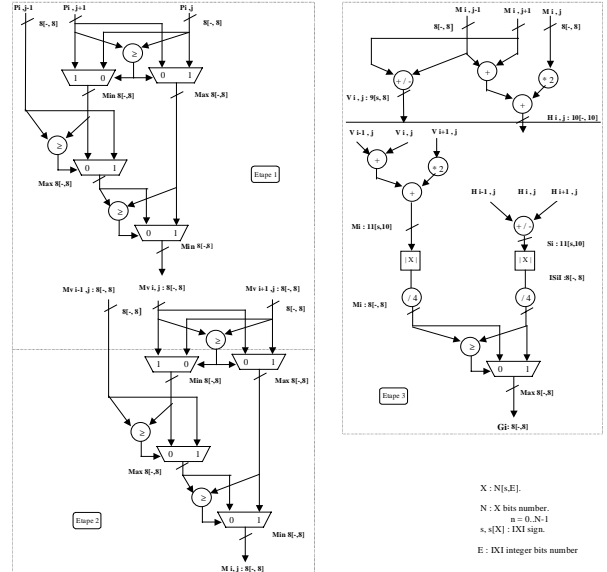 Pi ,j-1 Pi, j+1 Pi ,j
8[-, 8] 8[-, 8] 8[-, 8]
≥
1 0 0 1
Min 8[-,8] Max 8[-,8]
≥
0 1
Max 8[-,8]
Etape 1
≥
0 1
Min 8[-,8]
Mv i-1 , j : 8[-, 8] Mv i, j : 8[-, 8] Mv i+1 , j : 8[-, 8]
8[-, 8] 8[-, 8]
≥
1 0 0 1
Min 8[-,8] Max 8[-,8]
≥
0 1
Max 8[-,8]
≥
0 1
Etape 2
Min 8[-,8]
M i, j : 8[-, 8]
M i , j-1 M i , j+1 M i , j
8[-, 8] 8[-, 8]
+ / - + * 2
V i , j : 9[s, 8] +
H i , j : 10[-, 10]
V i-1 , j V i , j V i+1 , j
+ * 2
+
H i-1 , j H i , j H i+1 , j
+ / -
Mi : 11[s,10] Si : 11[s,10]
| X | | X |
ISiI :8[-, 8]
Mi : 8[-, 8] / 4 / 4
≥
0 1
Etape 3
Max 8[-,8]
Gi: 8[-,8]
X : N[s,E].
N : X bits number.
n = 0..N-1
s, s[X] : IXI sign.
E : IXI integer bits number